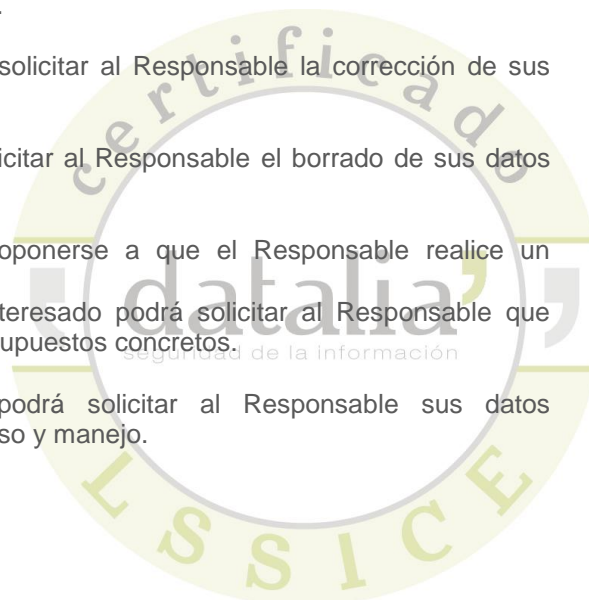 .
solicitar al Responsable la corrección de sus
icitar al Responsable el borrado de sus datos
oponerse a que el Responsable realice un
teresado podrá solicitar al Responsable que
upuestos concretos.
podrá solicitar al Responsable sus datos
so y manejo.
certificado
datalia
seguridad de la información
LSSICE